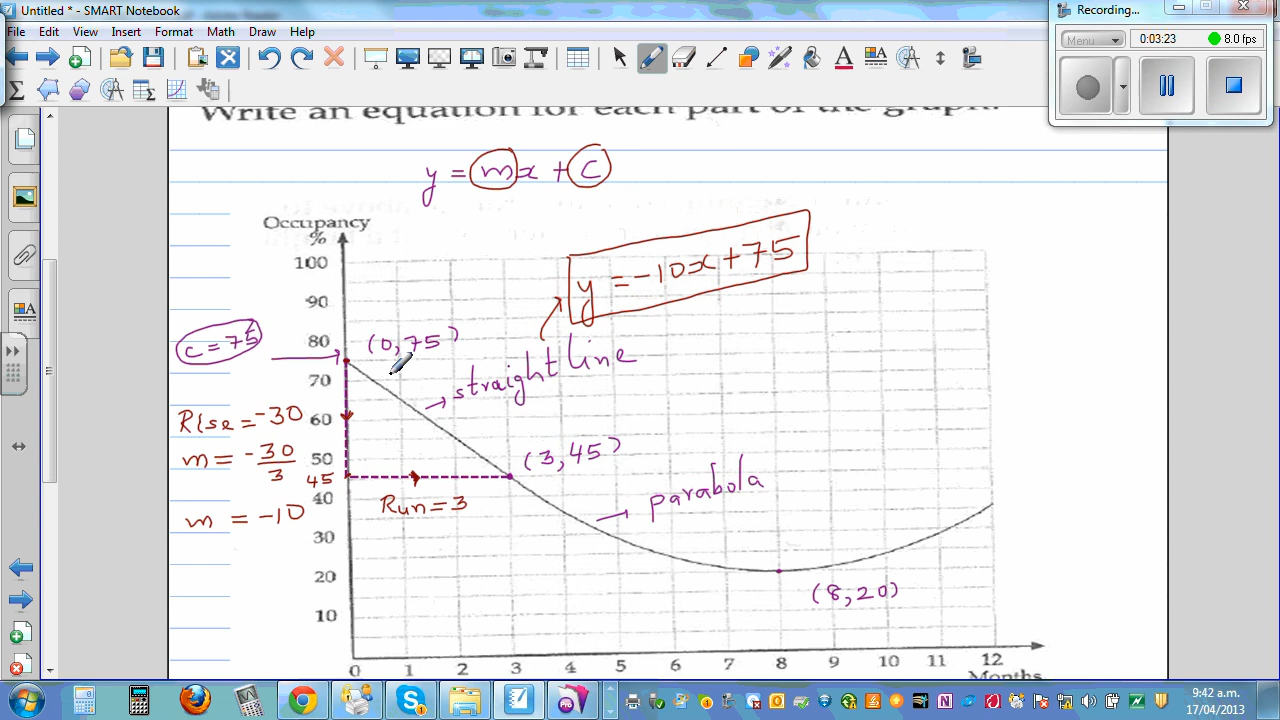 Untitled * - SMART Notebook
File Edit View Insert Format Math Draw Help
Recording...
Menu 0:03:23 8.0 fps
Write an equation for each part of the graph.
y = mx + c
Occupancy
%
y = -10x + 75
100
90
80
70
60
50
45
40
30
20
10
c = 75
(0,75)
straight line
Rise = -30
m = -30/3
m = -10
(3,45)
Run = 3
parabola
(8,20)
0 1 2 3 4 5 6 7 8 9 10 11 12
Months
9:42 a.m.
17/04/2013